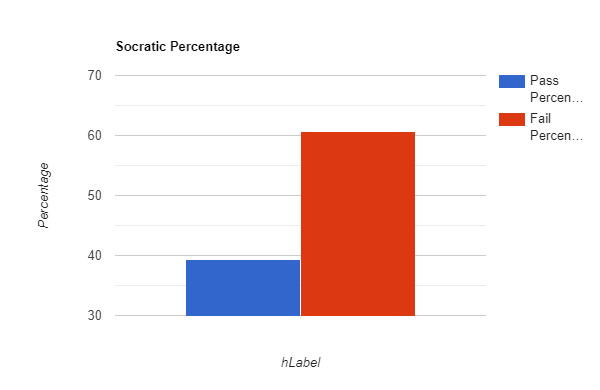 Socratic Percentage
70
60
50
40
30
Percentage
hLabel
Pass
Percen…
Fail
Percen…